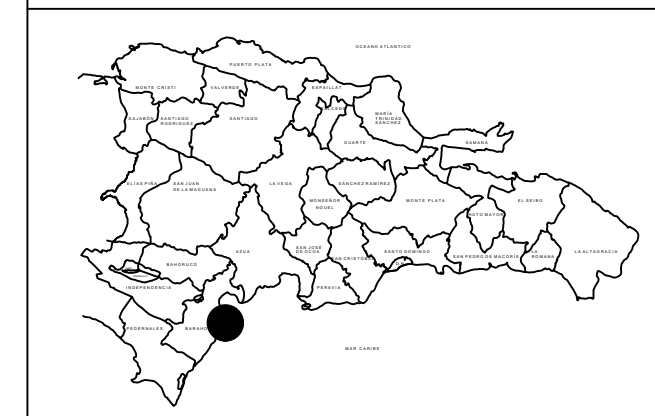 OCEANO ATLANTICO
PUERTO PLATA
MONTE CRISTI
VALVERDE
EXPAILLAT
DAJABÓN
SANTIAGO
RODRIGUEZ
SANTIAGO
MARÍA
TRINIDAD
SANCHEZ
DUARTE
SAMANÁ
ELÍAS PIÑA
SAN JUAN
DE LA MAGUANA
LA VEGA
SÁNCHEZ RAMÍREZ
MONSEÑOR
NOUEL
MONTE PLATA
EL SEIBO
HATO MAYOR
AZUA
SAN JOSÉ
DE OCOA
SAN CRISTÓBAL
SANTO DOMINGO
SAN PEDRO DE MACORÍS
LA
ROMANA
LA ALTAGRACIA
BAHORUCO
INDEPENDENCIA
PERAVIA
PEDERNALES
BARAHO
MAR CARIBE